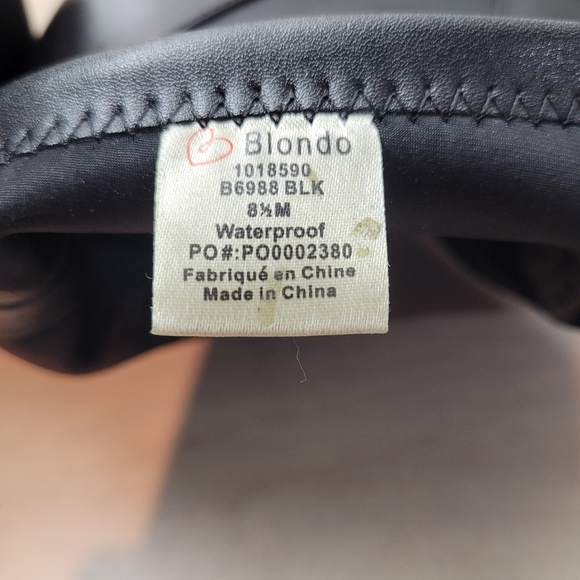 Blondo
1018590
B6988 BLK
8½M
Waterproof
PO#:PO0002380
Fabriqué en Chine
Made in China